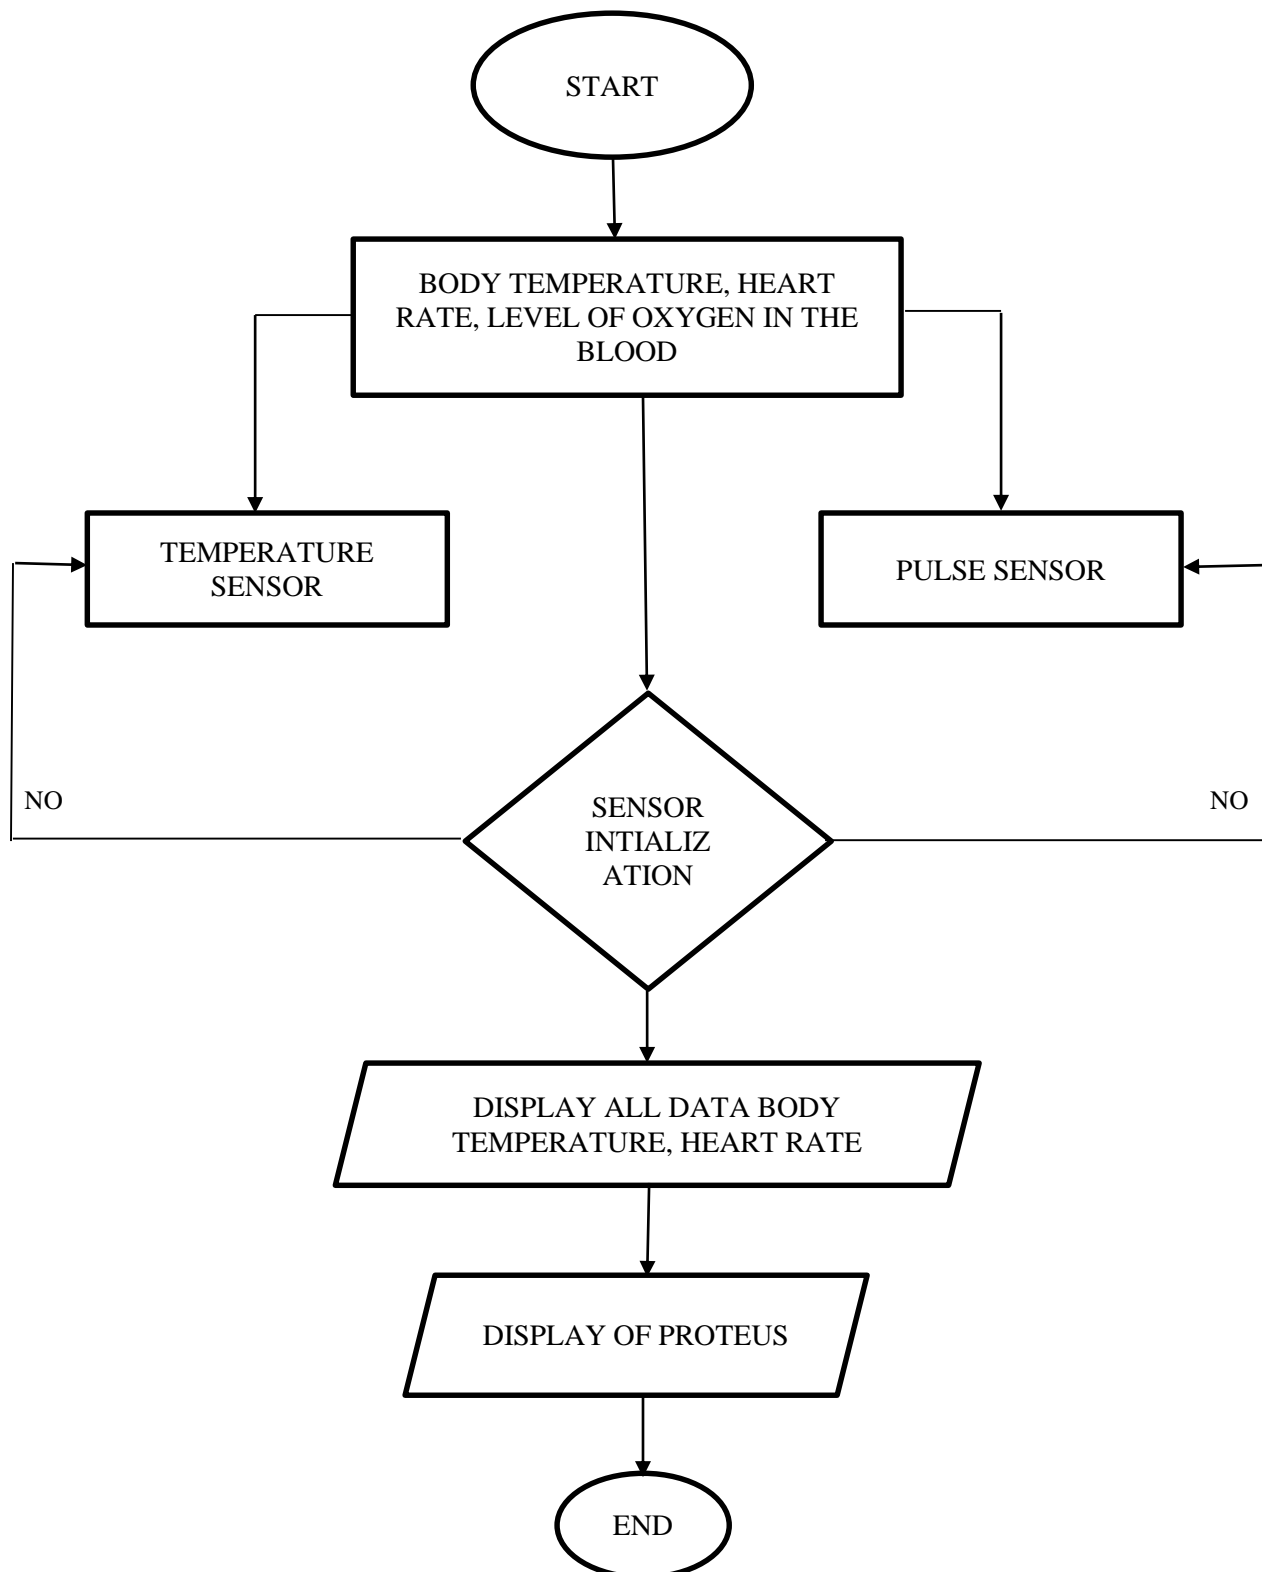 START
BODY TEMPERATURE, HEART
RATE, LEVEL OF OXYGEN IN THE
BLOOD
TEMPERATURE
SENSOR
PULSE SENSOR
NO
SENSOR
INTIALIZ
ATION
NO
DISPLAY ALL DATA BODY
TEMPERATURE, HEART RATE
DISPLAY OF PROTEUS
END